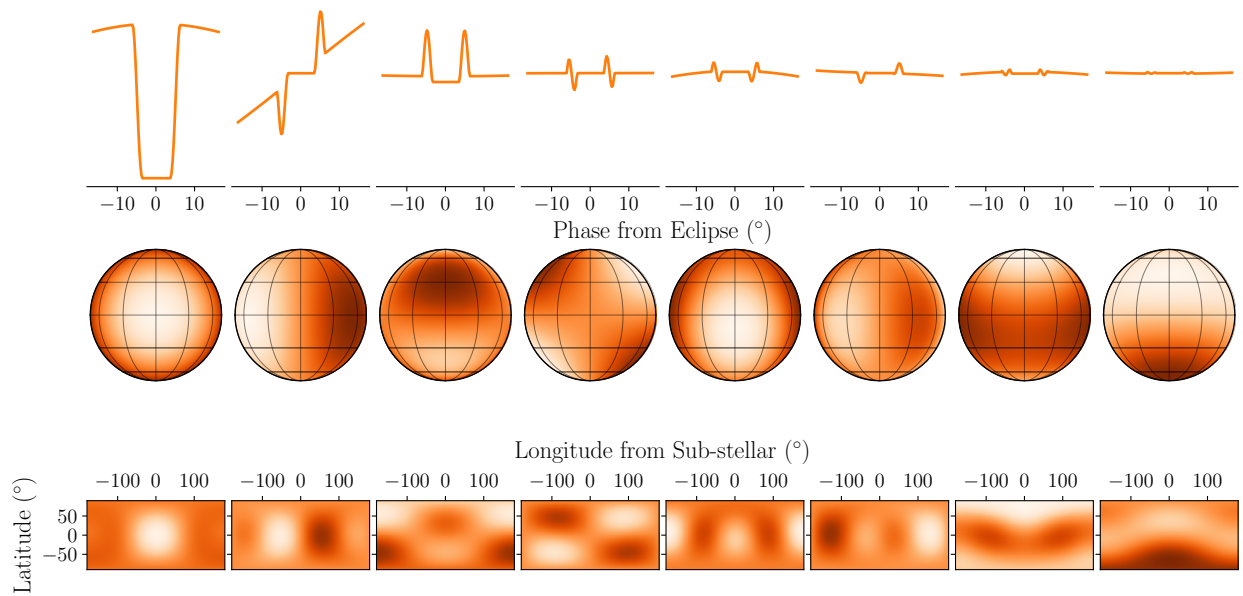 −10 0 10 −10 0 10 −10 0 10 −10 0 10 −10 0 10 −10 0 10 −10 0 10 −10 0 10
Phase from Eclipse (°)
Longitude from Sub-stellar (°)
−100 0 100 −100 0 100 −100 0 100 −100 0 100 −100 0 100 −100 0 100 −100 0 100 −100 0 100
Latitude (°)
50
0
−50